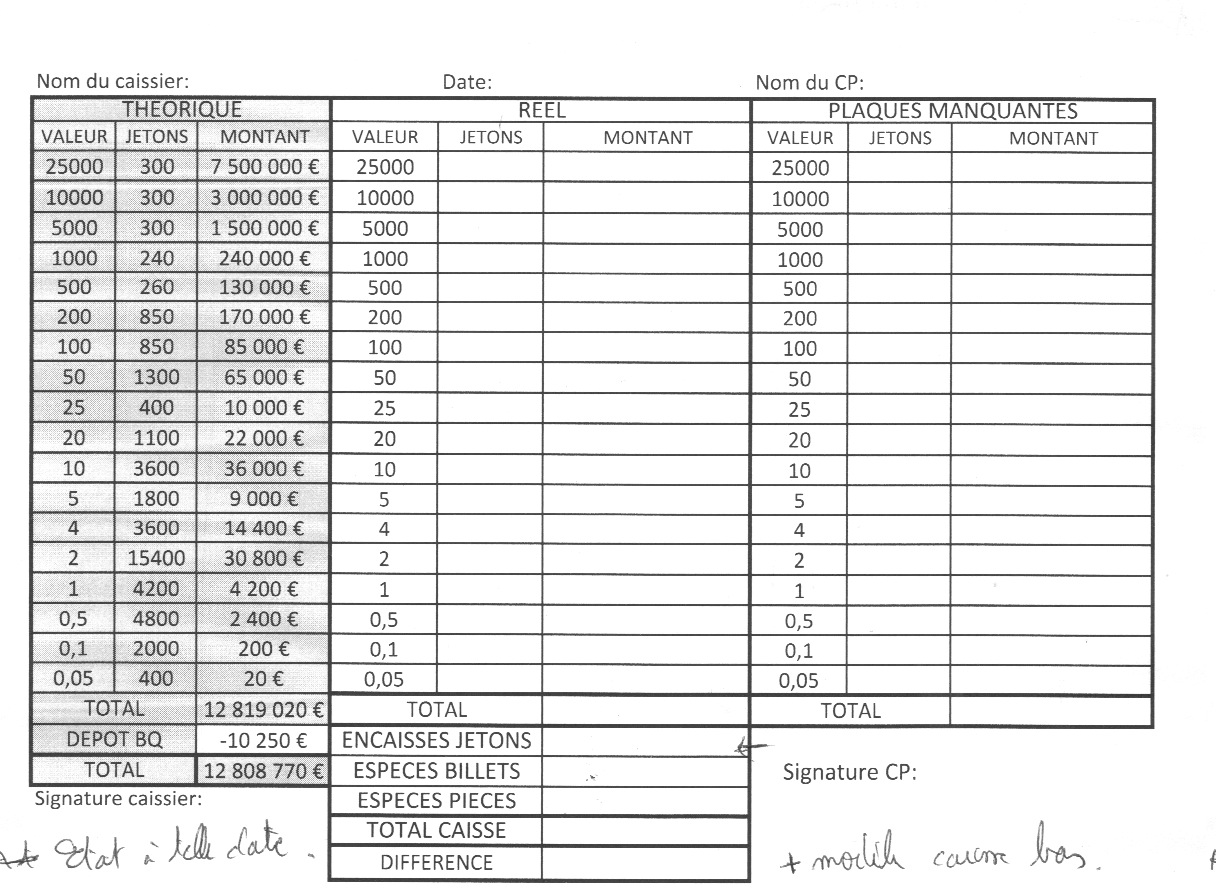 Nom du caissier: Date: Nom du CP:
THEORIQUE REEL PLAQUES MANQUANTES
VALEUR JETONS MONTANT VALEUR JETONS MONTANT VALEUR JETONS MONTANT
25000 300 7 500 000 € 25000 25000
10000 300 3 000 000 € 10000 10000
5000 300 1 500 000 € 5000 5000
1000 240 240 000 € 1000 1000
500 260 130 000 € 500 500
200 850 170 000 € 200 200
100 850 85 000 € 100 100
50 1300 65 000 € 50 50
25 400 10 000 € 25 25
20 1100 22 000 € 20 20
10 3600 36 000 € 10 10
5 1800 9 000 € 5 5
4 3600 14 400 € 4 4
2 15400 30 800 € 2 2
1 4200 4 200 € 1 1
0,5 4800 2 400 € 0,5 0,5
0,1 2000 200 € 0,1 0,1
0,05 400 20 € 0,05 0,05
TOTAL 12 819 020 € TOTAL TOTAL
DEPOT BQ -10 250 € ENCAISSES JETONS
TOTAL 12 808 770 € ESPECES BILLETS Signature CP:
Signature caissier: ESPECES PIECES
TOTAL CAISSE
Etat à telle date. + bas.
DIFFERENCE